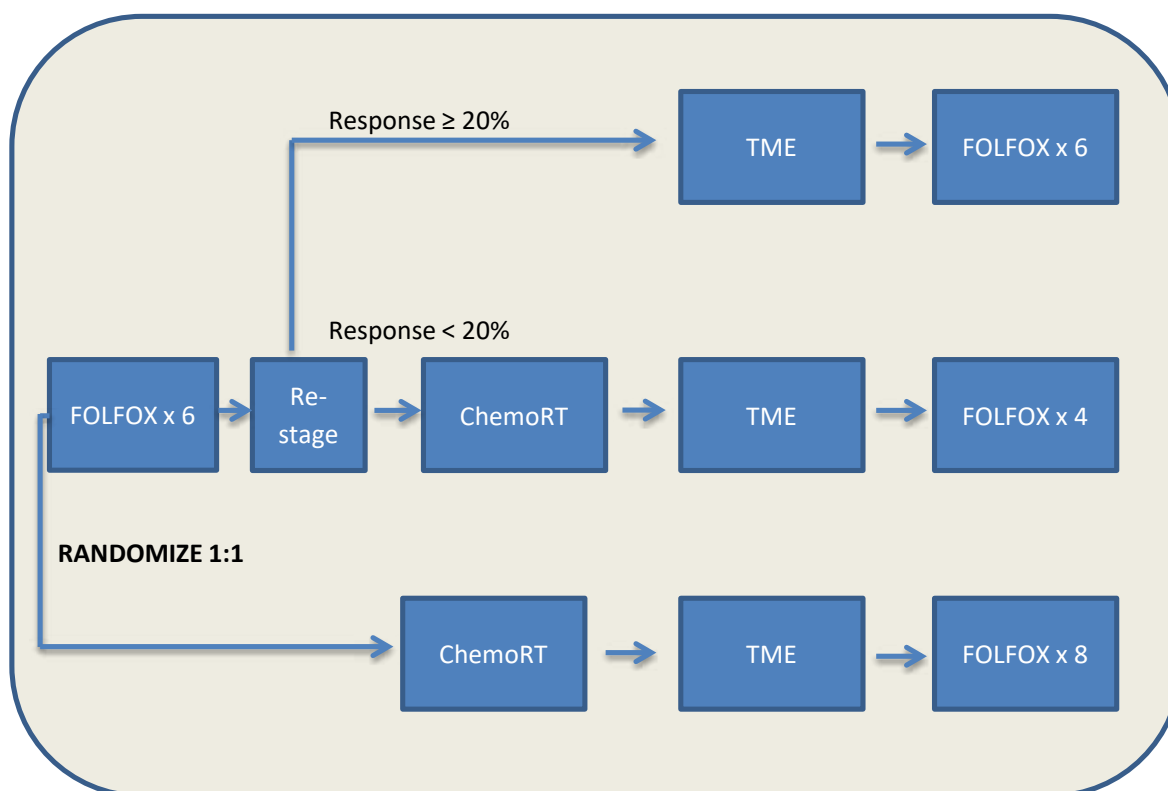 Response ≥ 20%
TME
FOLFOX x 6
Response < 20%
FOLFOX x 6
Re-
stage
ChemoRT
TME
FOLFOX x 4
RANDOMIZE 1:1
ChemoRT
TME
FOLFOX x 8